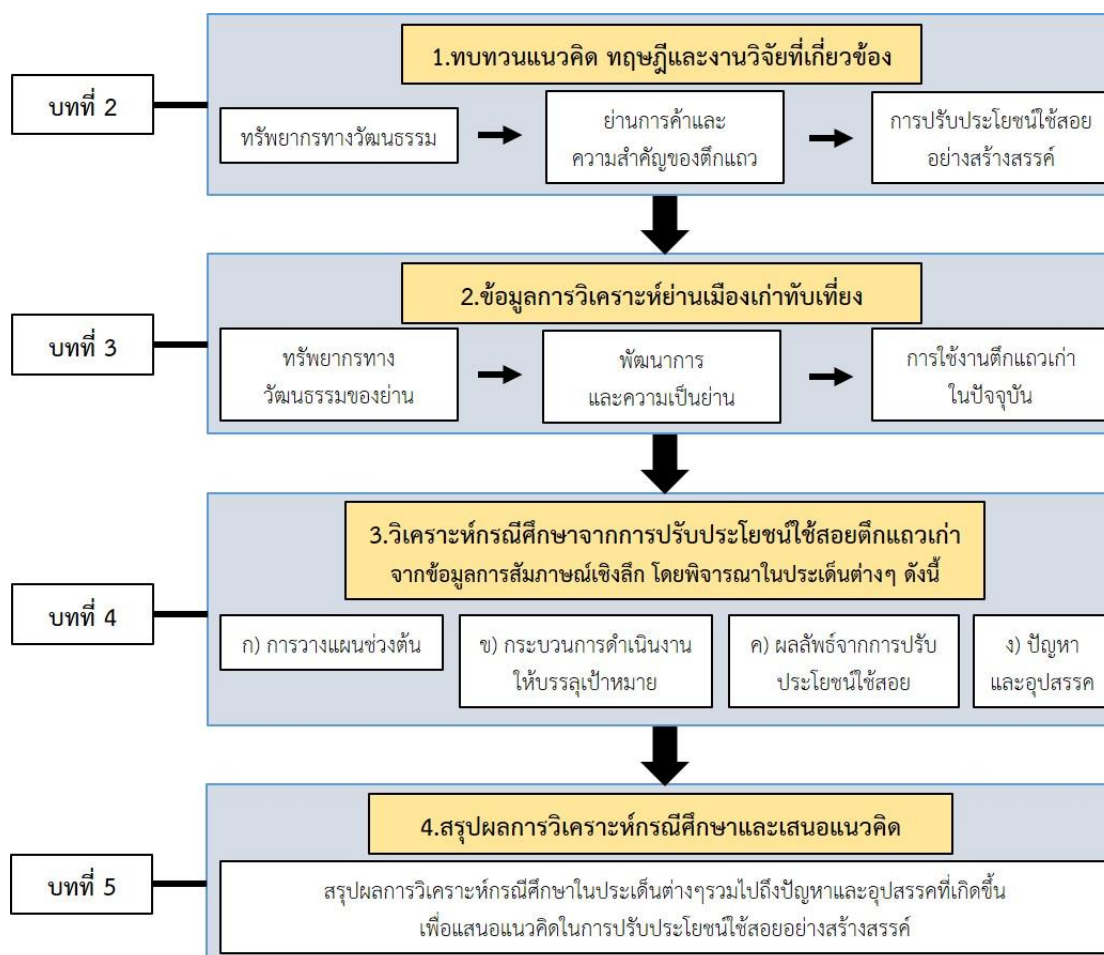 1.ทบทวนแนวคิด ทฤษฎีและงานวิจัยที่เกี่ยวข้อง
บทที่ 2
ทรัพยากรทางวัฒนธรรม
ย่านการค้าและ
ความสำคัญของตึกแถว
การปรับประโยชน์ใช้สอย
อย่างสร้างสรรค์
2.ข้อมูลการวิเคราะห์ย่านเมืองเก่าทับเที่ยง
บทที่ 3
ทรัพยากรทาง
วัฒนธรรมของย่าน
พัฒนาการ
และความเป็นย่าน
การใช้งานตึกแถวเก่า
ในปัจจุบัน
3.วิเคราะห์กรณีศึกษาจากการปรับประโยชน์ใช้สอยตึกแถวเก่า
จากข้อมูลการสัมภาษณ์เชิงลึก โดยพิจารณาในประเด็นต่างๆ ดังนี้
บทที่ 4
ก) การวางแผนช่วงต้น
ข) กระบวนการดำเนินงาน
ให้บรรลุเป้าหมาย
ค) ผลลัพธ์จากการปรับ
ประโยชน์ใช้สอย
ง) ปัญหา
และอุปสรรค
4.สรุปผลการวิเคราะห์กรณีศึกษาและเสนอแนวคิด
บทที่ 5
สรุปผลการวิเคราะห์กรณีศึกษาในประเด็นต่างๆรวมไปถึงปัญหาและอุปสรรคที่เกิดขึ้น
เพื่อเสนอแนวคิดในการปรับประโยชน์ใช้สอยอย่างสร้างสรรค์